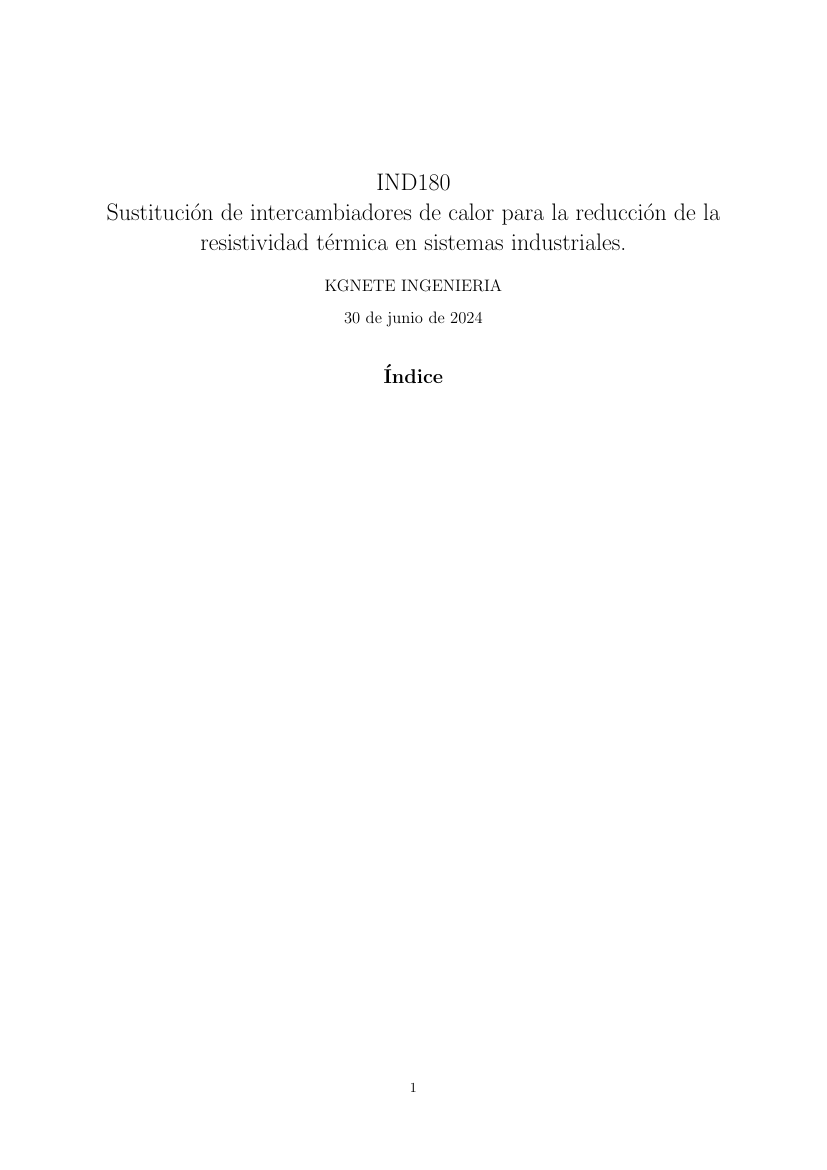 IND180
Sustitución de intercambiadores de calor para la reducción de la
resistividad térmica en sistemas industriales.
KGNETE INGENIERIA
30 de junio de 2024
Índice
1